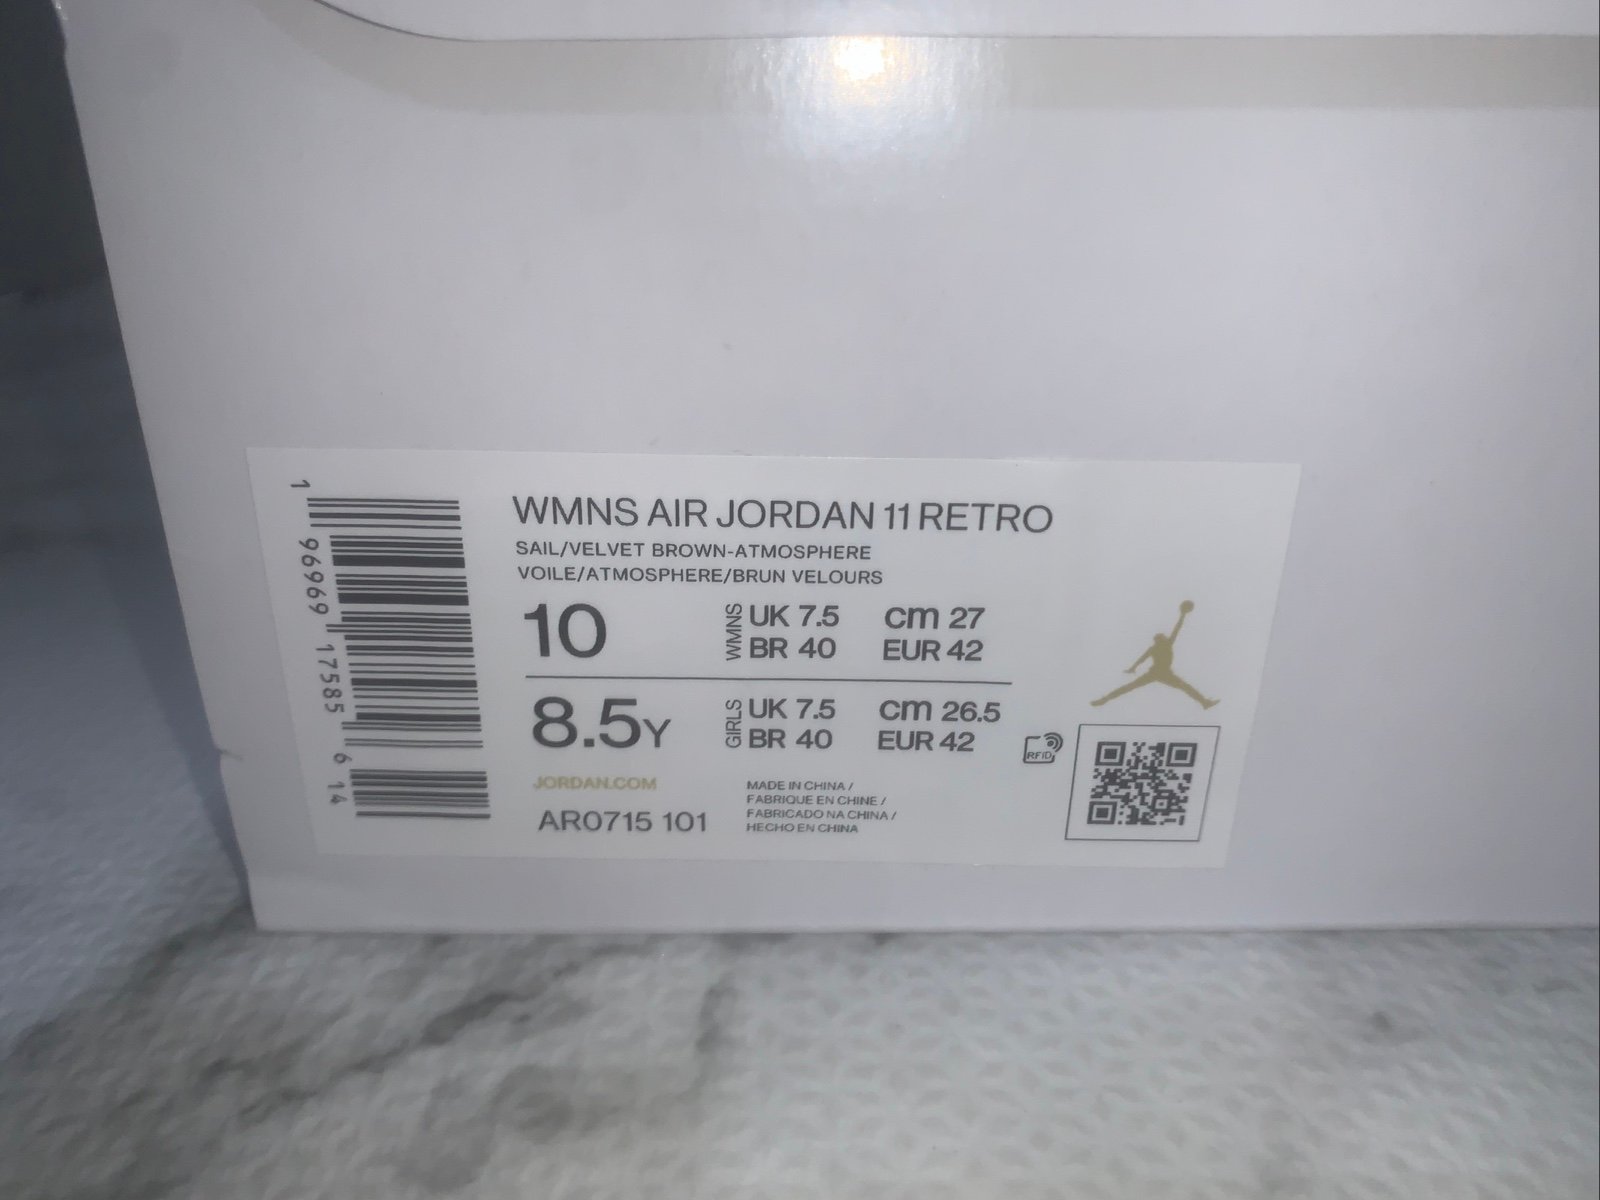 1 96969 17585 6 14
WMNS AIR JORDAN 11 RETRO
SAIL/VELVET BROWN-ATMOSPHERE
VOILE/ATMOSPHERE/BRUN VELOURS
10 WMNS UK 7.5 cm 27
BR 40 EUR 42
8.5Y GIRLS UK 7.5 cm 26.5
BR 40 EUR 42
RFID
JORDAN.COM
AR0715 101
MADE IN CHINA /
FABRIQUE EN CHINE /
FABRICADO NA CHINA /
HECHO EN CHINA